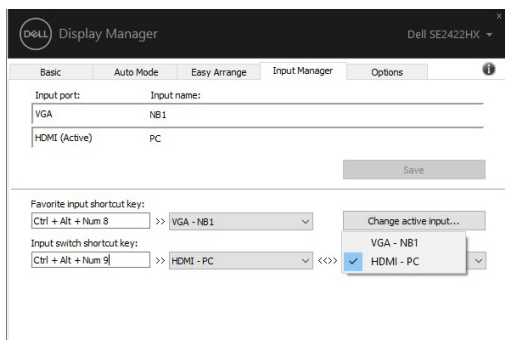 DELL Display Manager
Dell SE2422HX
x
Basic Auto Mode Easy Arrange Input Manager Options
Input port: Input name:
VGA NB1
HDMI (Active) PC
Save
Favorite input shortcut key:
Ctrl + Alt + Num 8 >> VGA - NB1 Change active input...
Input switch shortcut key:
Ctrl + Alt + Num 9 >> HDMI - PC <<>>
VGA - NB1
HDMI - PC